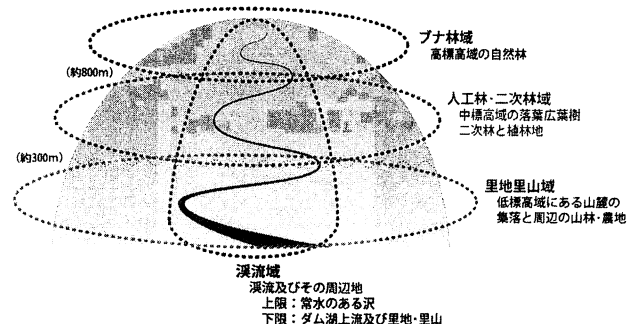 ブナ林域
高標高域の自然林
(約800m)
人工林・二次林域
中標高域の落葉広葉樹
二次林と植林地
(約300m)
里地里山域
低標高域にある山麓の
集落と周辺の山林・農地
渓流域
渓流及びその周辺地
上限：常水のある沢
下限：ダム湖上流及び里地・里山